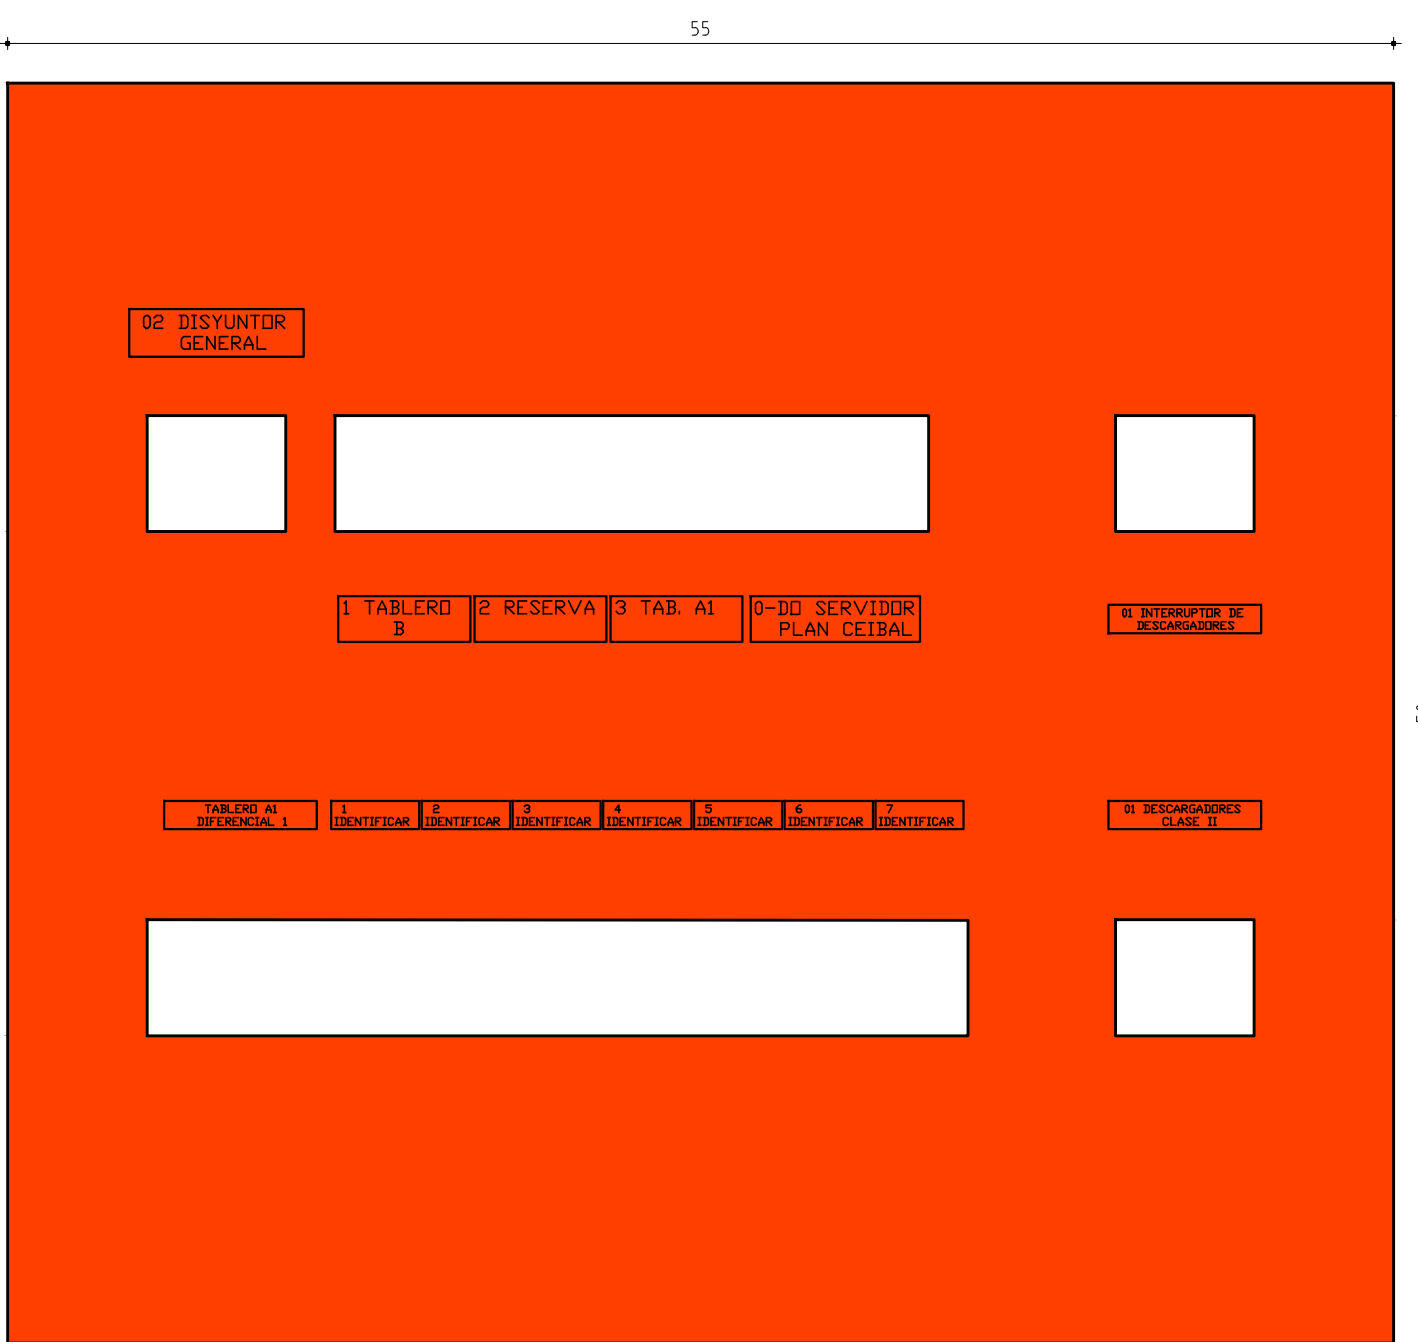 55
02 DISYUNTOR
GENERAL
1 TABLERO
B
2 RESERVA
3 TAB. A1
0-DO SERVIDOR
PLAN CEIBAL
01 INTERRUPTOR DE
DESCARGADORES
TABLERO A1
DIFERENCIAL 1
1
IDENTIFICAR
2
IDENTIFICAR
3
IDENTIFICAR
4
IDENTIFICAR
5
IDENTIFICAR
6
IDENTIFICAR
7
IDENTIFICAR
01 DESCARGADORES
CLASE II